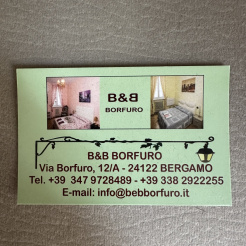 B&B
BORFURO
B&B BORFURO
Via Borfuro, 12/A - 24122 BERGAMO
Tel. +39 347 9728489 - +39 338 2922255
E-mail: info@bebborfuro.it